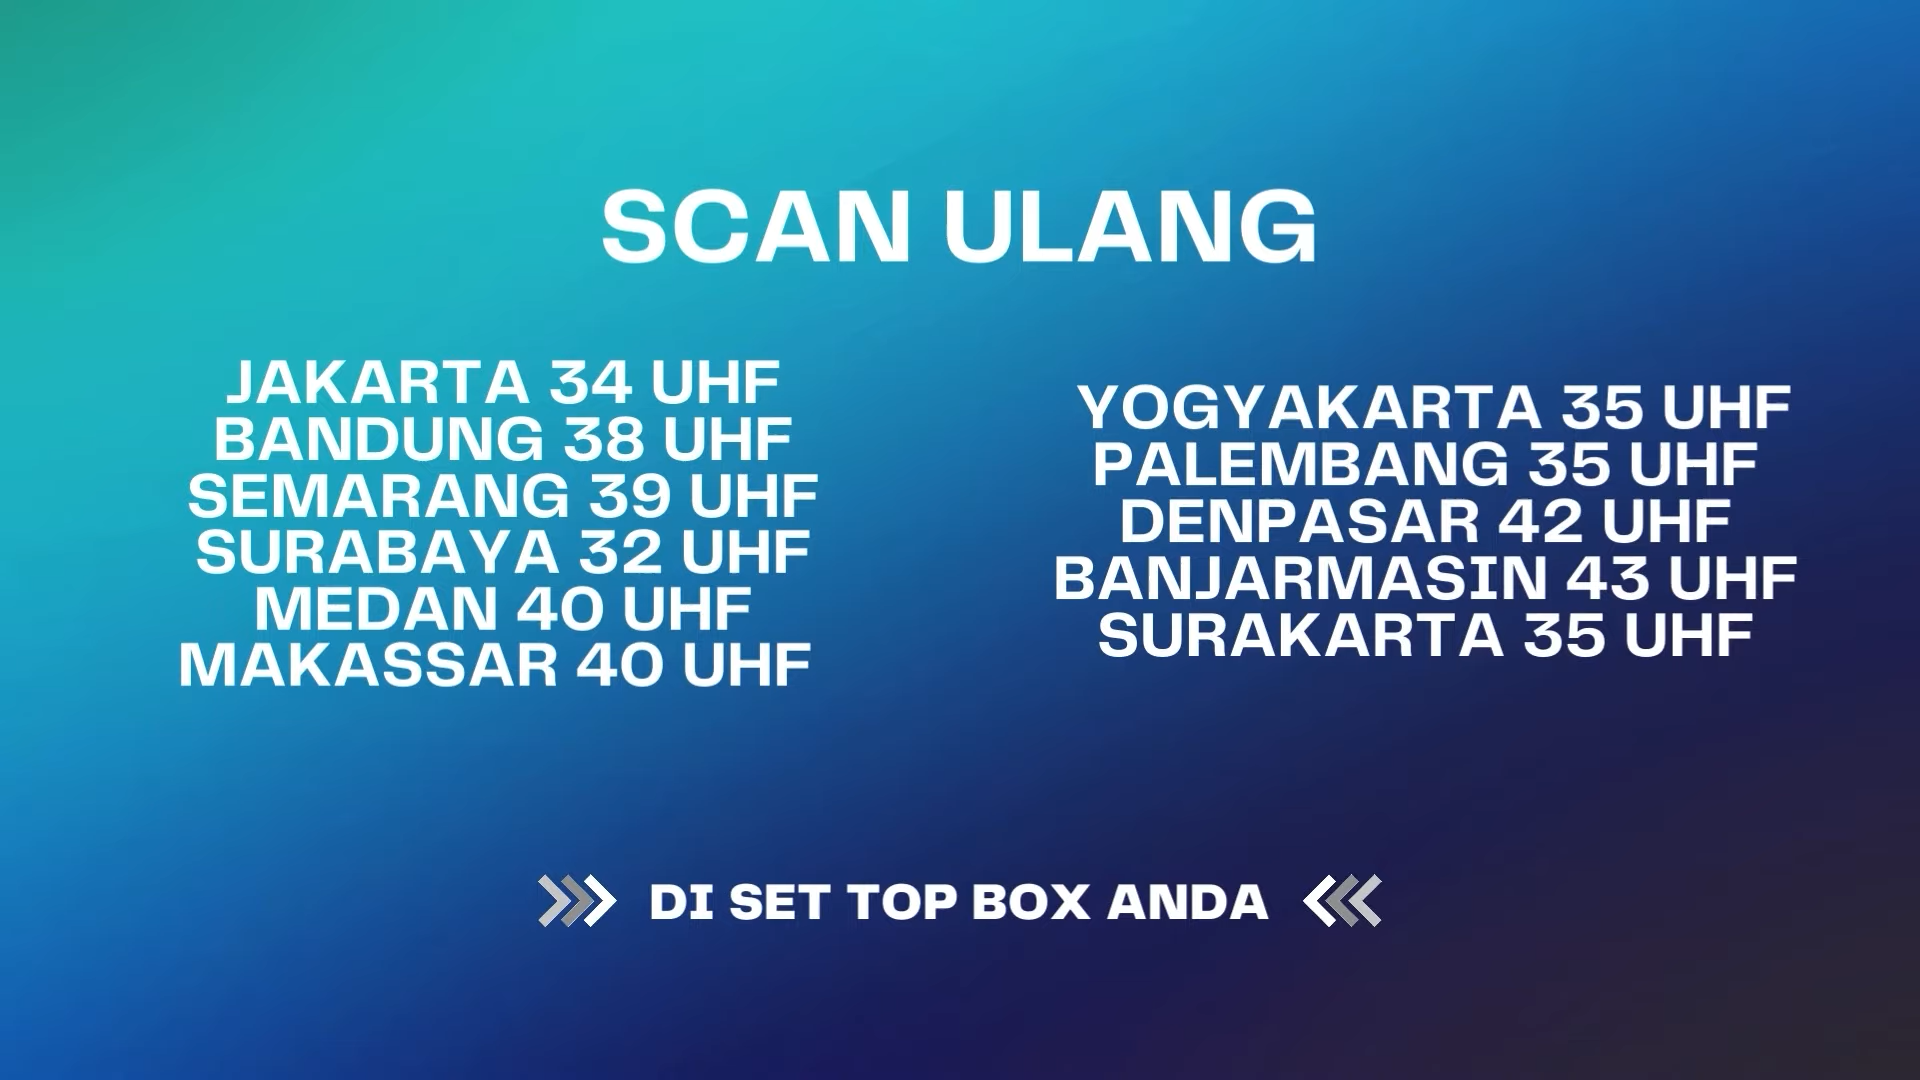 SCAN ULANG
JAKARTA 34 UHF
BANDUNG 38 UHF
SEMARANG 39 UHF
SURABAYA 32 UHF
MEDAN 40 UHF
MAKASSAR 40 UHF
YOGYAKARTA 35 UHF
PALEMBANG 35 UHF
DENPASAR 42 UHF
BANJARMASIN 43 UHF
SURAKARTA 35 UHF
DI SET TOP BOX ANDA